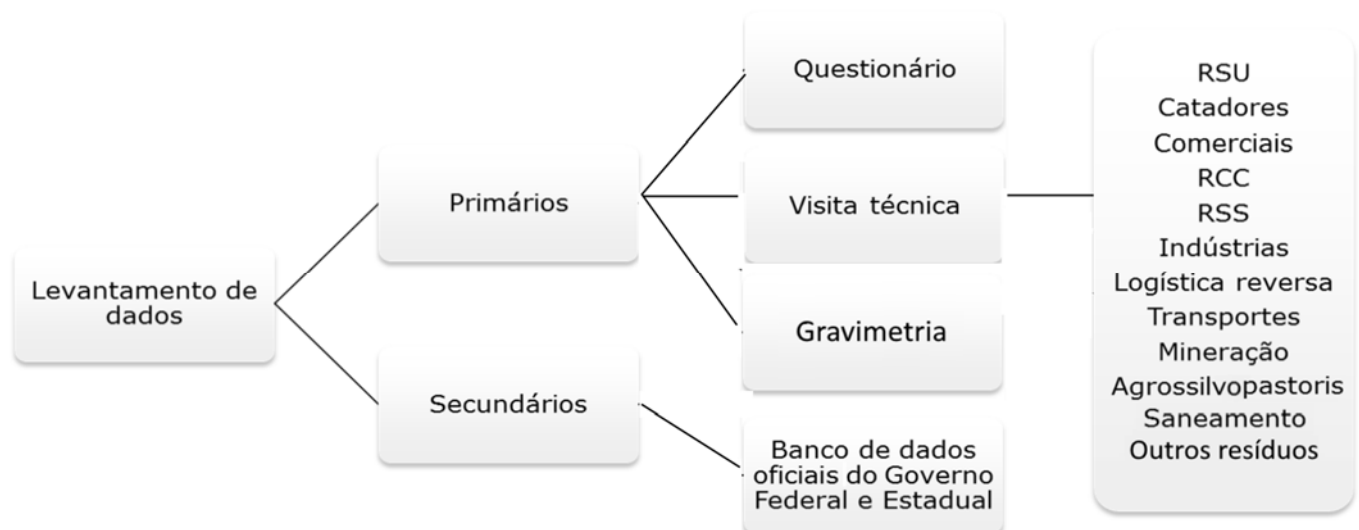 Levantamento de
dados
Primários
Secundários
Questionário
Visita técnica
Gravimetria
Banco de dados
oficiais do Governo
Federal e Estadual
RSU
Catadores
Comerciais
RCC
RSS
Indústrias
Logística reversa
Transportes
Mineração
Agrossilvopastoris
Saneamento
Outros resíduos